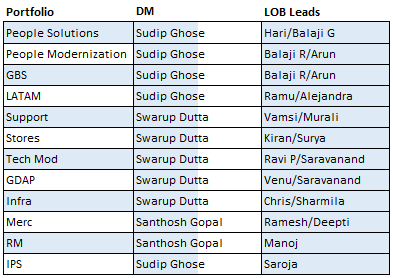 Portfolio DM LOB Leads
People Solutions Sudip Ghose Hari/Balaji G
People Modernization Sudip Ghose Balaji R/Arun
GBS Sudip Ghose Balaji R/Arun
LATAM Sudip Ghose Ramu/Alejandra
Support Swarup Dutta Vamsi/Murali
Stores Swarup Dutta Kiran/Surya
Tech Mod Swarup Dutta Ravi P/Saravanand
GDAP Swarup Dutta Venu/Saravanand
Infra Swarup Dutta Chris/Sharmila
Merc Santhosh Gopal Ramesh/Deepti
RM Santhosh Gopal Manoj
IPS Sudip Ghose Saroja